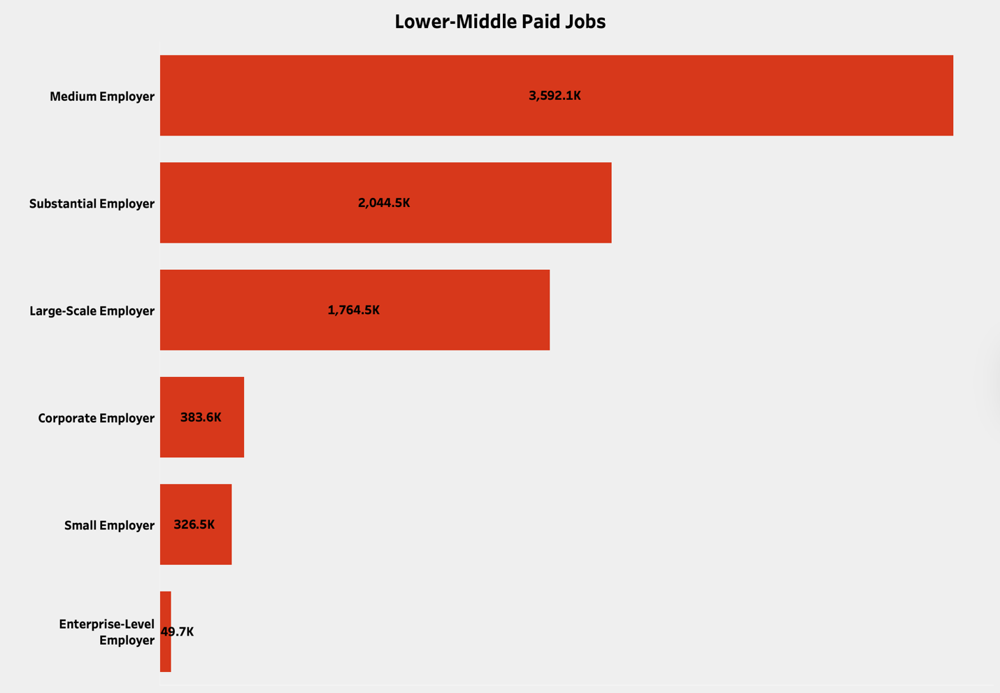 Lower-Middle Paid Jobs
Medium Employer
3,592.1K
Substantial Employer
2,044.5K
Large-Scale Employer
1,764.5K
Corporate Employer
383.6K
Small Employer
326.5K
Enterprise-Level
Employer
49.7K